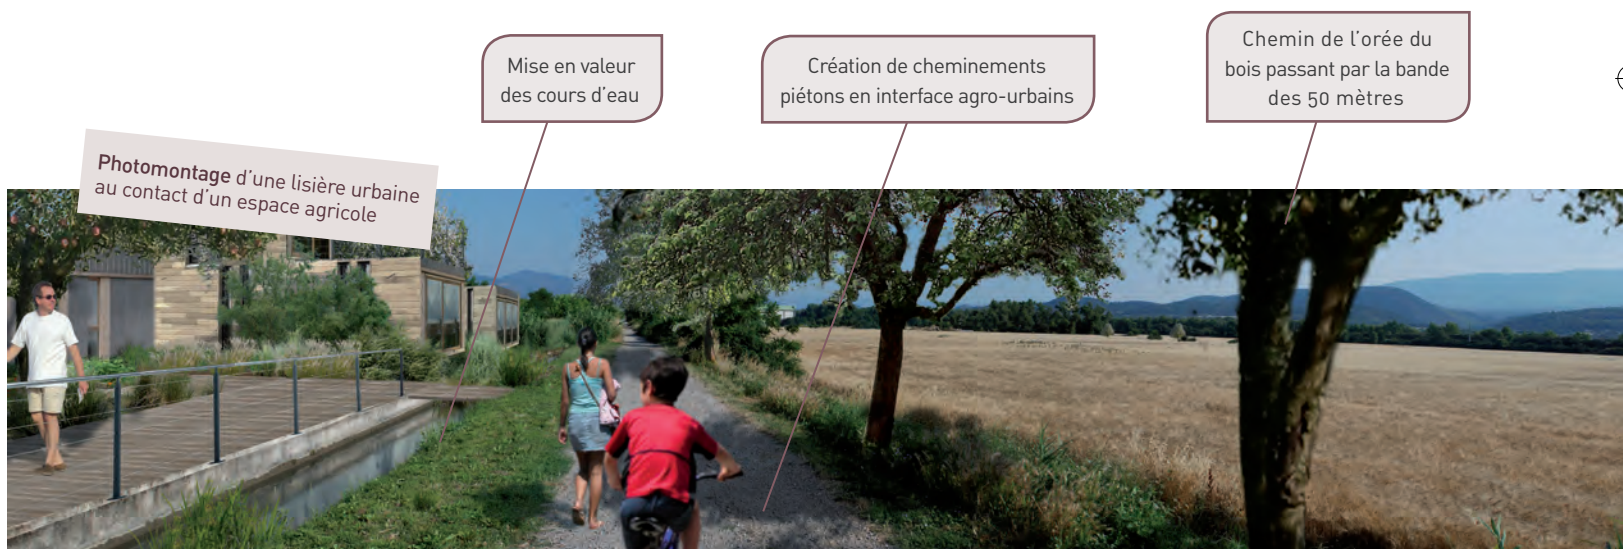 Photomontage d'une lisière urbaine
au contact d'un espace agricole
Mise en valeur
des cours d'eau
Création de cheminements
piétons en interface agro-urbains
Chemin de l'orée du
bois passant par la bande
des 50 mètres